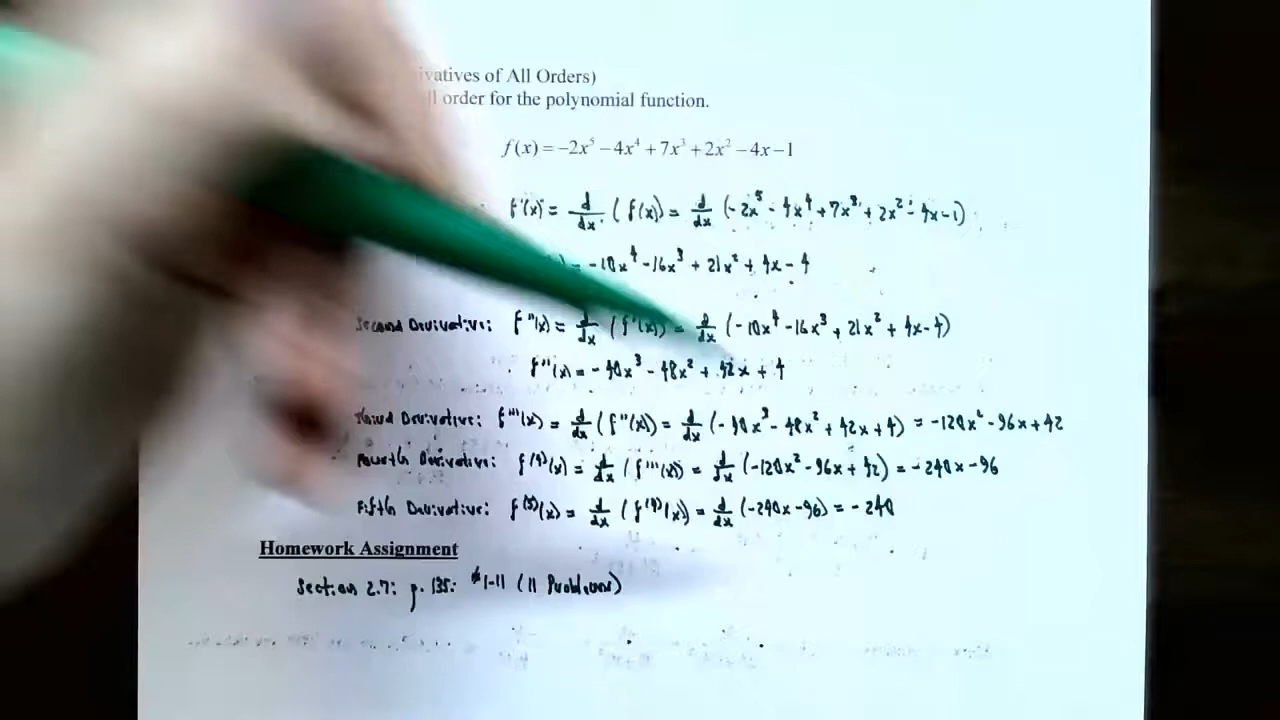 ivatives of All Orders)
order for the polynomial function.
f(x) = −2x⁵ − 4x⁴ + 7x³ + 2x² − 4x − 1
f'(x) = d/dx (f(x)) = d/dx (-2x⁵ - 4x⁴ + 7x³ + 2x² - 4x - 1)
= -10x⁴ - 16x³ + 21x² + 4x - 4
Second Derivative: f''(x) = d/dx (f'(x)) = d/dx (-10x⁴ - 16x³ + 21x² + 4x - 4)
f''(x) = -40x³ - 48x² + 42x + 4
Third Derivative: f'''(x) = d/dx (f''(x)) = d/dx (-40x³ - 48x² + 42x + 4) = -120x² - 96x + 42
Fourth Derivative: f⁽⁴⁾(x) = d/dx (f'''(x)) = d/dx (-120x² - 96x + 42) = -240x - 96
Fifth Derivative: f⁽⁵⁾(x) = d/dx (f⁽⁴⁾(x)) = d/dx (-240x - 96) = -240
Homework Assignment
Section 2.7: p. 135: #1-11 (11 Problems)